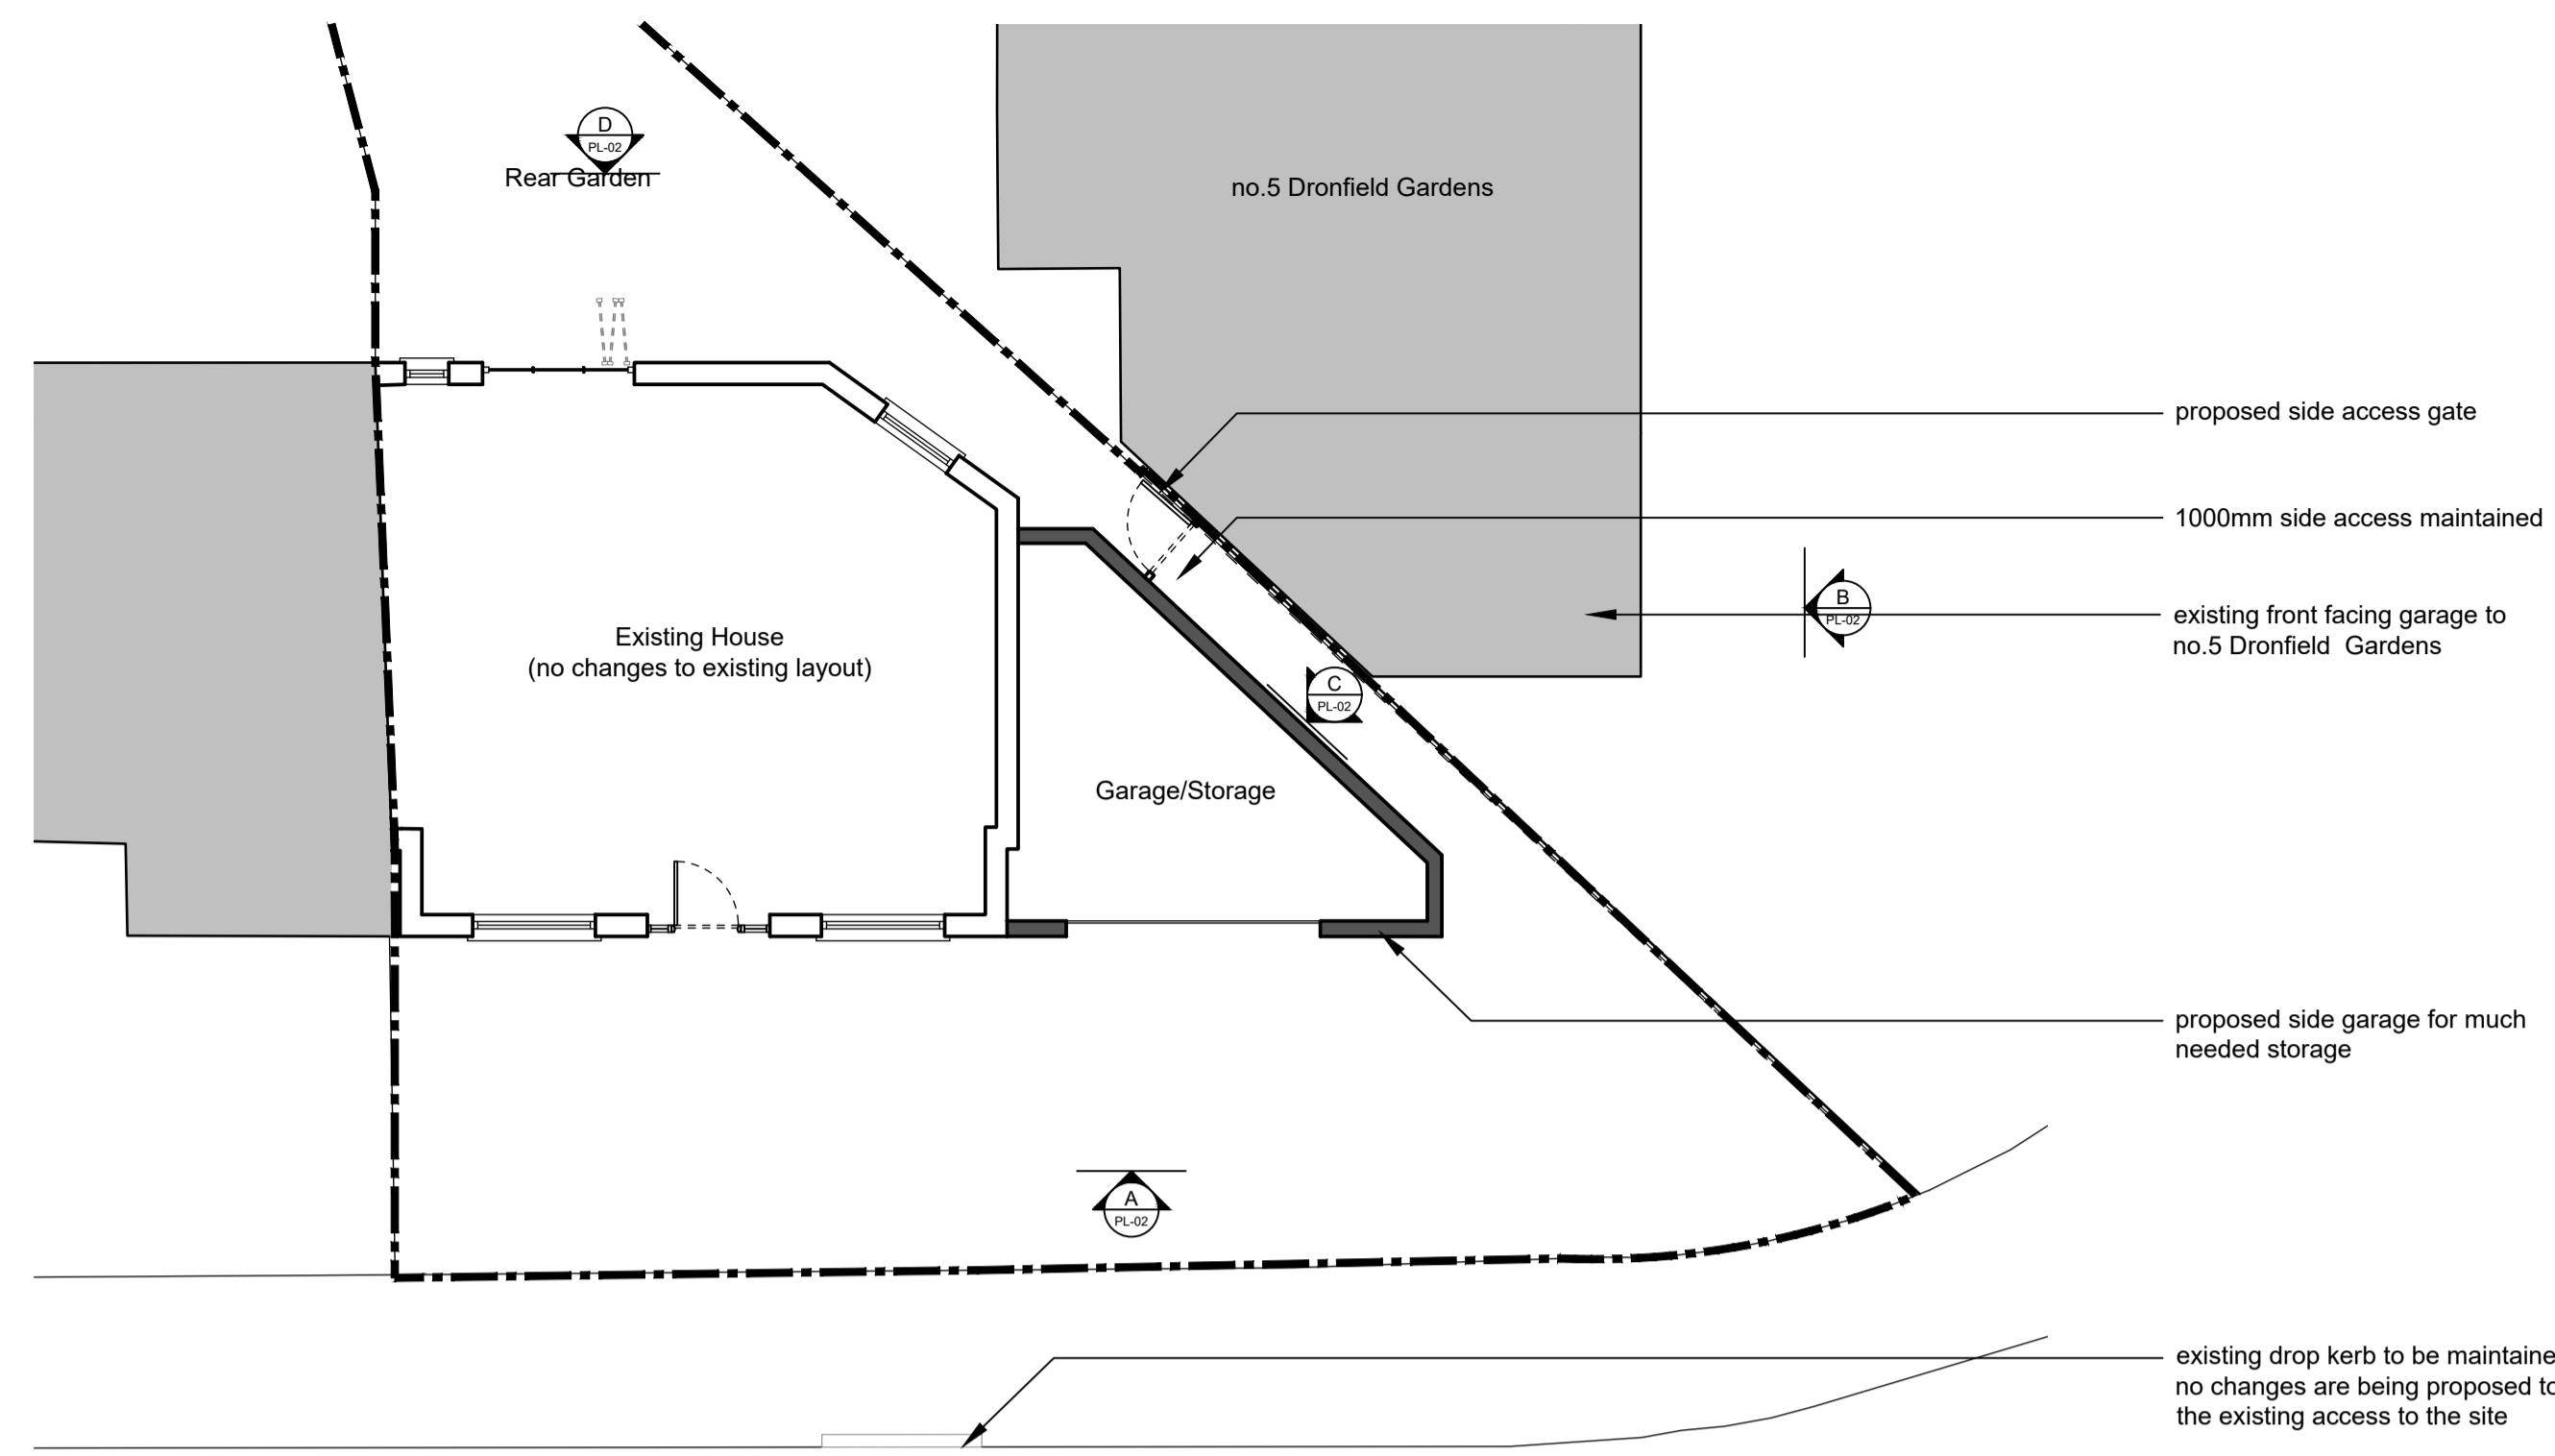 D
PL-02
Rear Garden
no.5 Dronfield Gardens
proposed side access gate
1000mm side access maintained
B
PL-02
existing front facing garage to
no.5 Dronfield Gardens
Existing House
(no changes to existing layout)
C
PL-02
Garage/Storage
proposed side garage for much
needed storage
A
PL-02
existing drop kerb to be maintaine
no changes are being proposed to
the existing access to the site